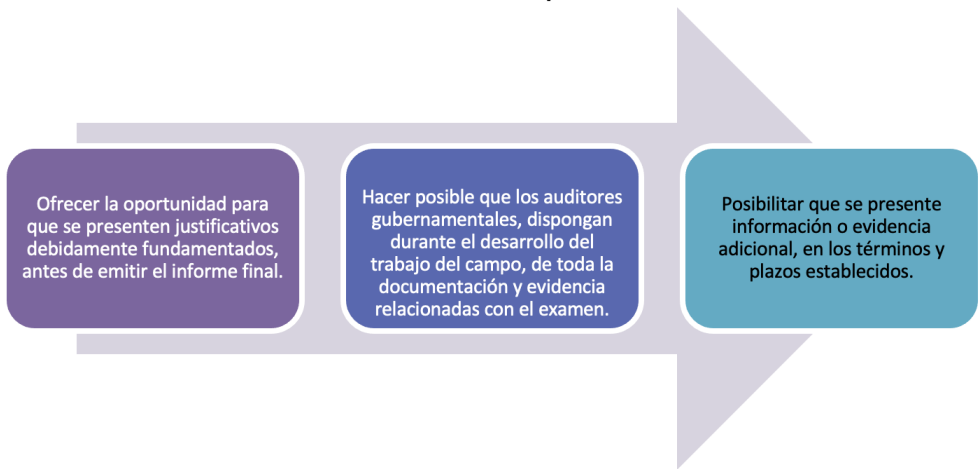 Ofrecer la oportunidad para
que se presenten justificativos
debidamente fundamentados,
antes de emitir el informe final.
Hacer posible que los auditores
gubernamentales, dispongan
durante el desarrollo del
trabajo del campo, de toda la
documentación y evidencia
relacionadas con el examen.
Posibilitar que se presente
información o evidencia
adicional, en los términos y
plazos establecidos.